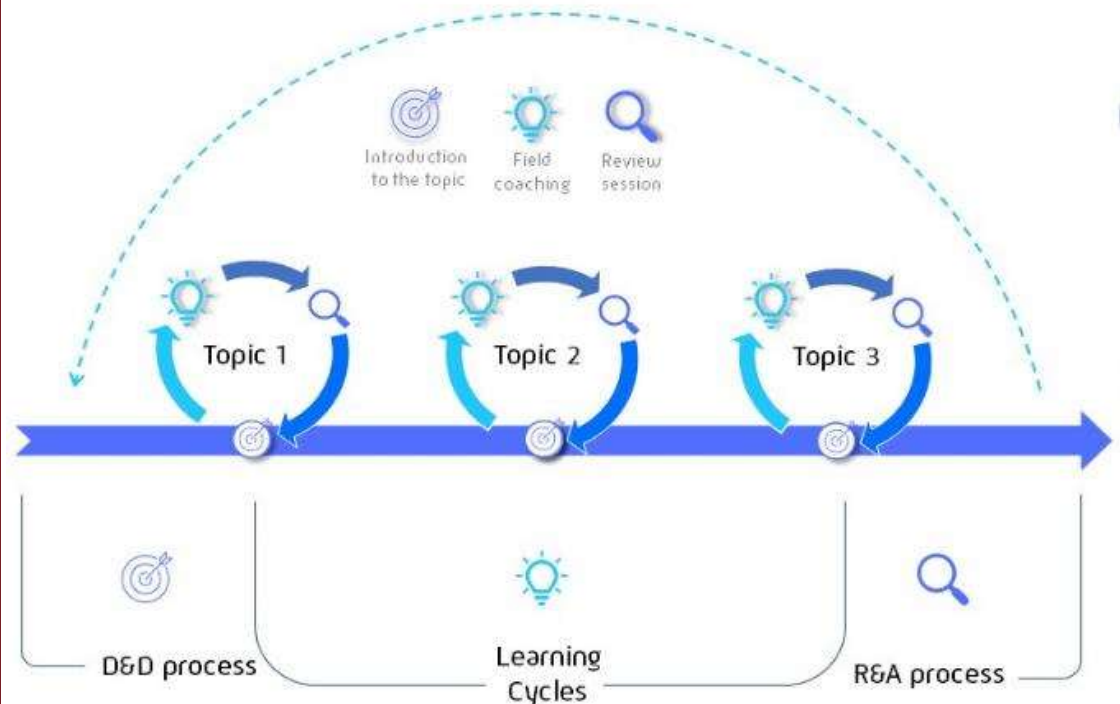 Introduction
to the topic
Field
coaching
Review
session
Topic 1
Topic 2
Topic 3
D&D process
Learning
Cycles
R&A process